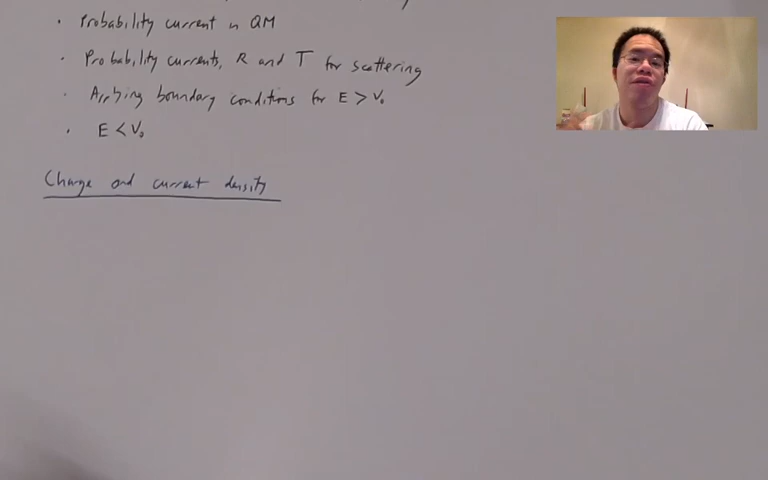 · Probability current in QM
· Probability currents, R and T for scattering
· Applying boundary conditions for E > V₀
· E < V₀
Charge and current density